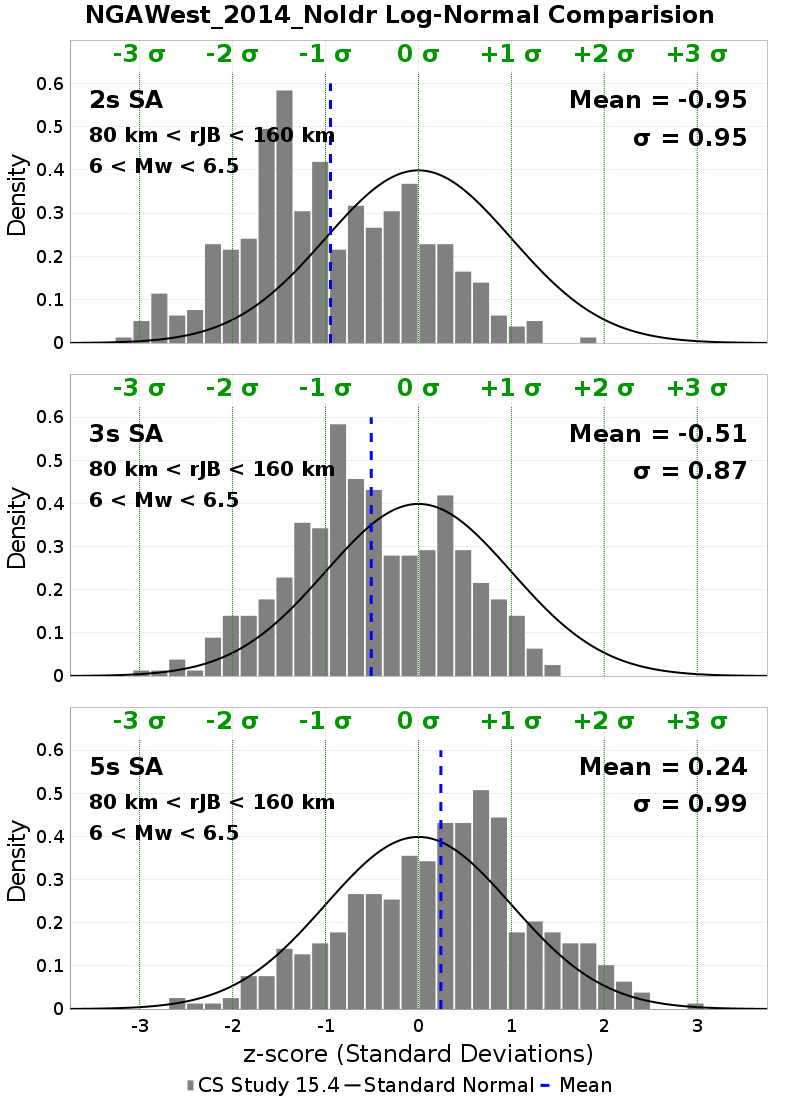 NGAWest_2014_NoIdr Log-Normal Comparision
-3 σ -2 σ -1 σ 0 σ +1 σ +2 σ +3 σ
0.6
2s SA Mean = -0.95
0.5
80 km < rJB < 160 km σ = 0.95
0.4
6 < Mw < 6.5
Density
0.3
0.2
0.1
0
-3 σ -2 σ -1 σ 0 σ +1 σ +2 σ +3 σ
0.6
3s SA Mean = -0.51
0.5
80 km < rJB < 160 km σ = 0.87
0.4
6 < Mw < 6.5
Density
0.3
0.2
0.1
0
-3 σ -2 σ -1 σ 0 σ +1 σ +2 σ +3 σ
0.6
5s SA Mean = 0.24
0.5
80 km < rJB < 160 km σ = 0.99
0.4
6 < Mw < 6.5
Density
0.3
0.2
0.1
0
-3 -2 -1 0 1 2 3
z-score (Standard Deviations)
CS Study 15.4 Standard Normal Mean